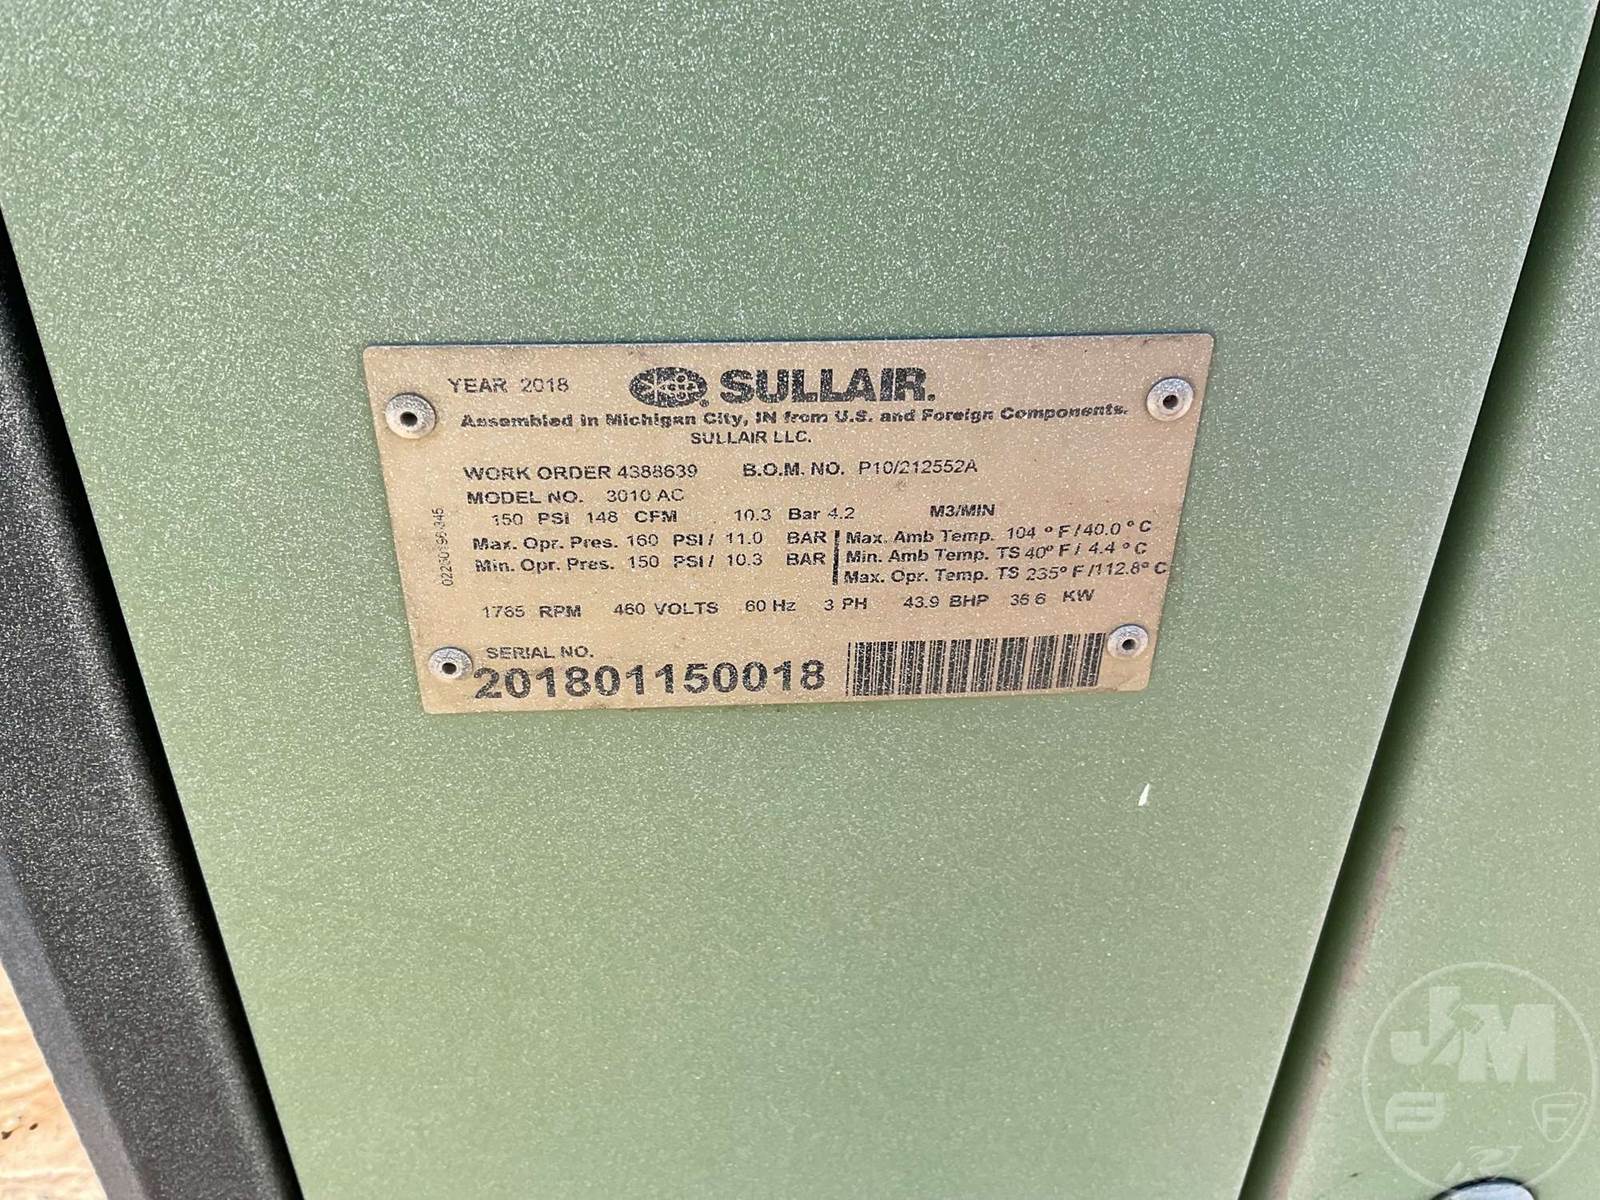 YEAR 2018 SULLAIR.
Assembled in Michigan City, IN from U.S. and Foreign Components.
SULLAIR LLC.
WORK ORDER 4388639 B.O.M. NO. P10/212552A
MODEL NO. 3010 AC
150 PSI 148 CFM 10.3 Bar 4.2 M3/MIN
Max. Opr. Pres. 160 PSI / 11.0 BAR
Min. Opr. Pres. 150 PSI / 10.3 BAR
Max. Amb Temp. 104 ° F / 40.0 ° C
Min. Amb Temp. TS 40° F / 4.4 ° C
Max. Opr. Temp. TS 235° F /112.8° C
1765 RPM 460 VOLTS 60 Hz 3 PH 43.9 BHP 36.6 KW
SERIAL NO.
201801150018
JM